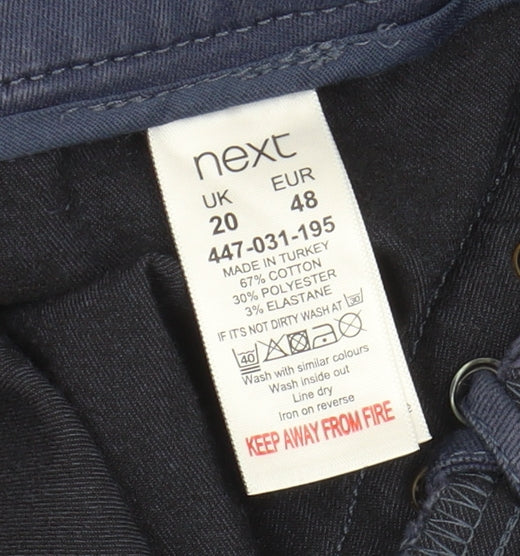 next
UK EUR
20 48
447-031-195
MADE IN TURKEY
67% COTTON
30% POLYESTER
3% ELASTANE
IF IT'S NOT DIRTY WASH AT 30
40
Wash with similar colours
Wash inside out
Line dry
Iron on reverse
KEEP AWAY FROM FIRE